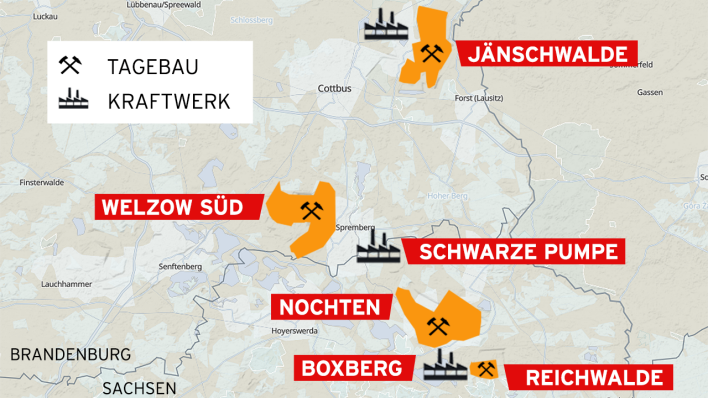 Luckau
Lübbenau/Spreewald
Schlossberg
TAGEBAU
KRAFTWERK
JÄNSCHWALDE
Cottbus
Forst (Lausitz)
Gassen
Finsterwalde
Hoher Berg
WELZOW SÜD
Spremberg
SCHWARZE PUMPE
Senftenberg
Lauchhammer
NOCHTEN
Hoyerswerda
BRANDENBURG
BOXBERG
REICHWALDE
SACHSEN